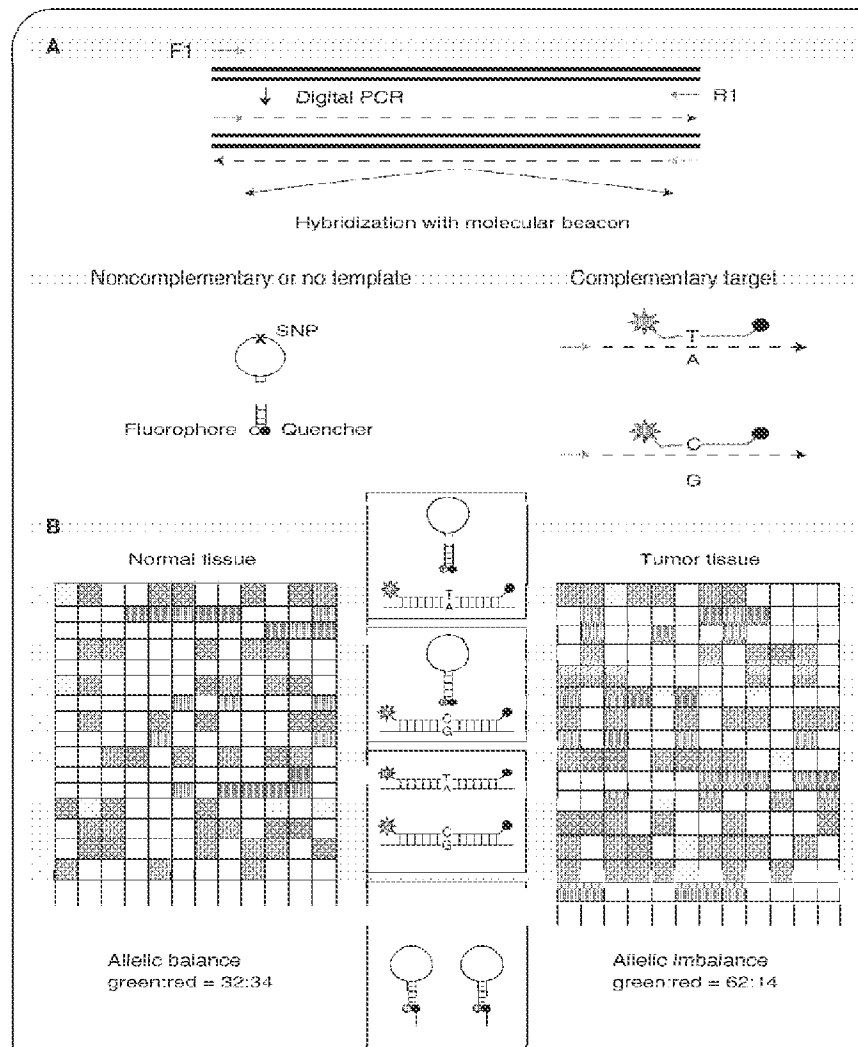 A
F1
Digital PCR
R1
Hybridization with molecular beacon
Noncomplementary or no template
Complementary target
SNP
T
A
Fluorophore
Quencher
C
G
B
Normal tissue
Tumor tissue
T
A
C
G
T
A
C
G
Allelic balance
green:red = 32:34
Allelic imbalance
green:red = 62:14